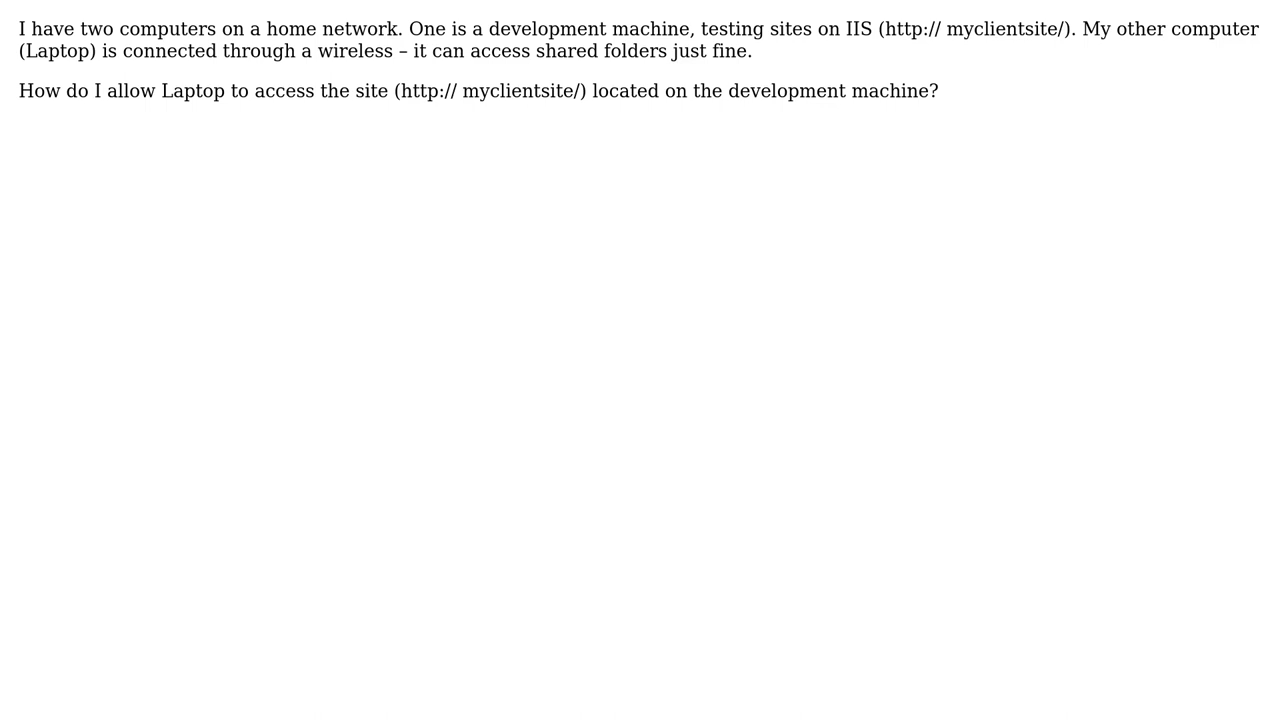 I have two computers on a home network. One is a development machine, testing sites on IIS (http:// myclientsite/). My other computer
(Laptop) is connected through a wireless – it can access shared folders just fine.
How do I allow Laptop to access the site (http:// myclientsite/) located on the development machine?